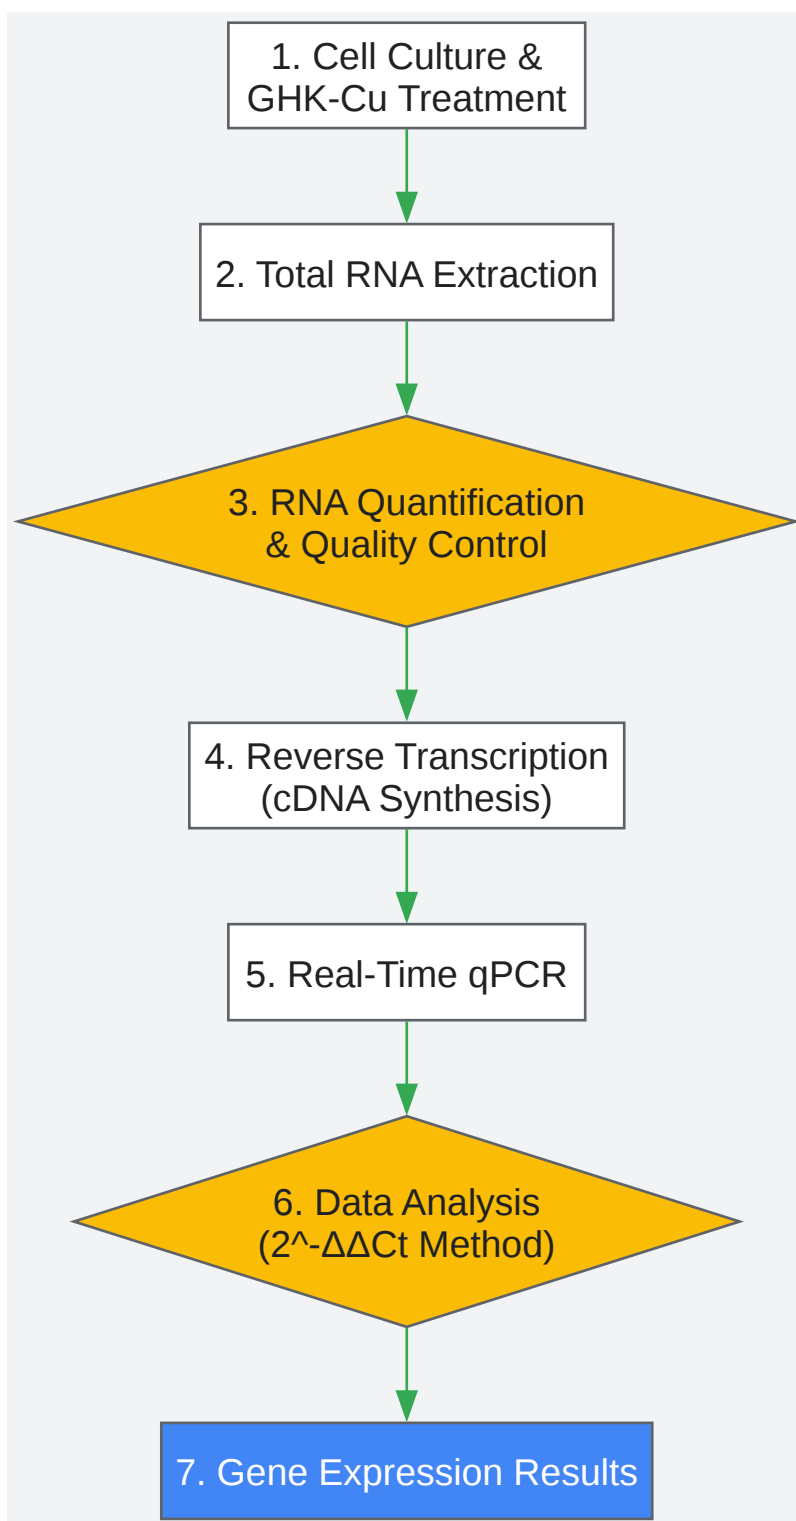 1. Cell Culture &
GHK-Cu Treatment
2. Total RNA Extraction
3. RNA Quantification
& Quality Control
4. Reverse Transcription
(cDNA Synthesis)
5. Real-Time qPCR
6. Data Analysis
(2^-ΔΔCt Method)
7. Gene Expression Results